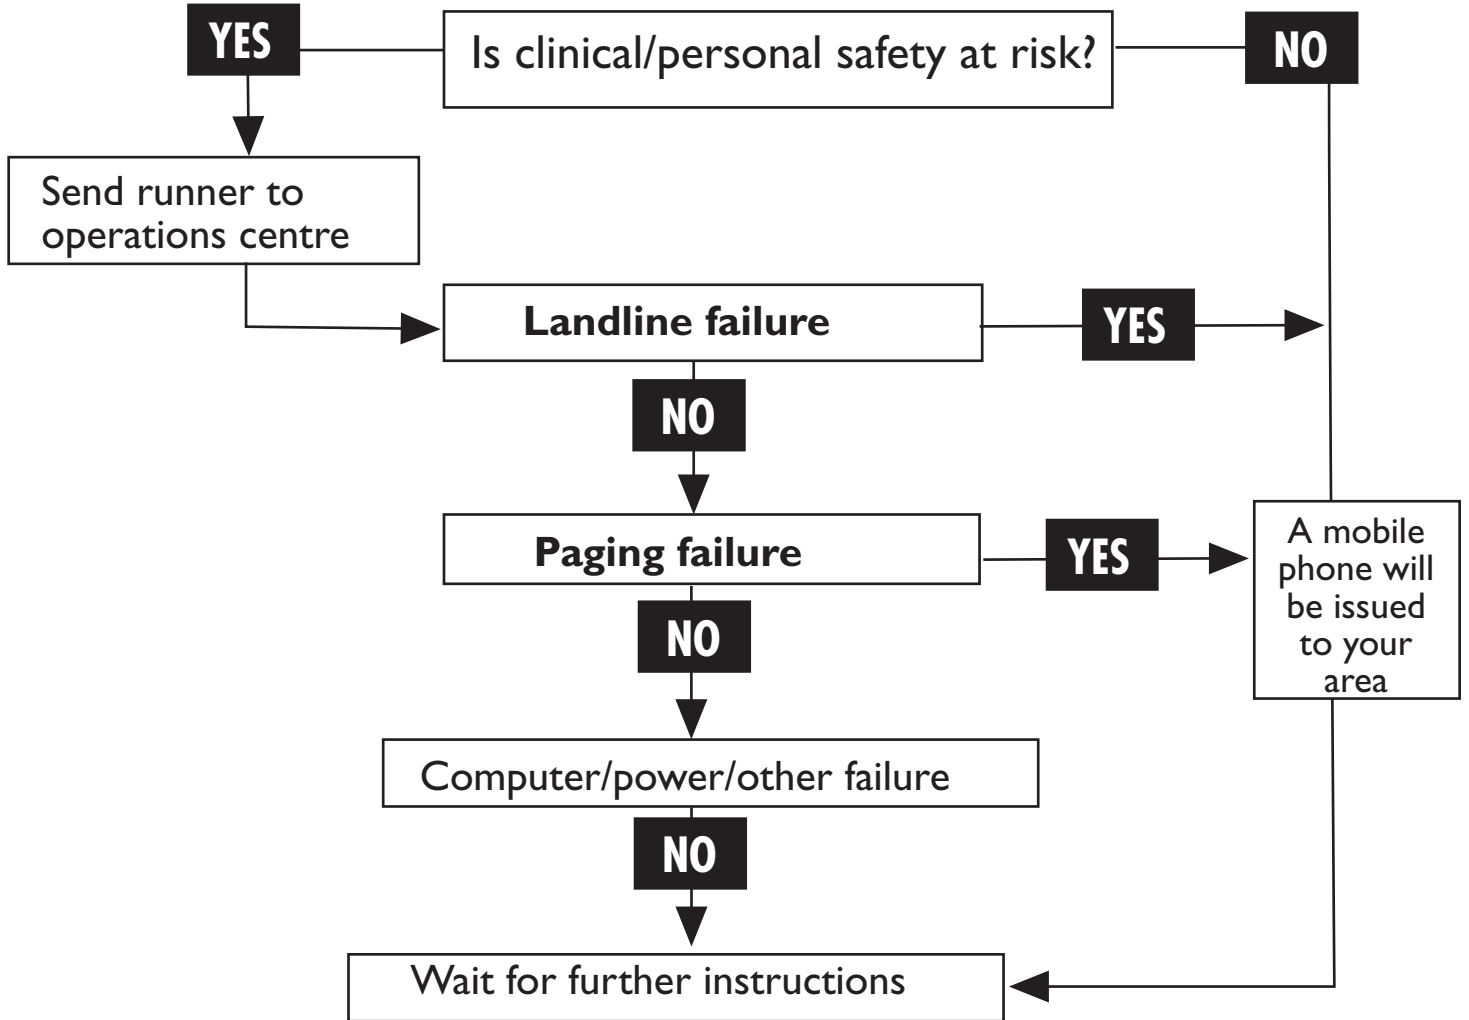 YES
Is clinical/personal safety at risk?
NO
Send runner to
operations centre
Landline failure
YES
NO
Paging failure
YES
A mobile
phone will
be issued
to your
area
NO
Computer/power/other failure
NO
Wait for further instructions